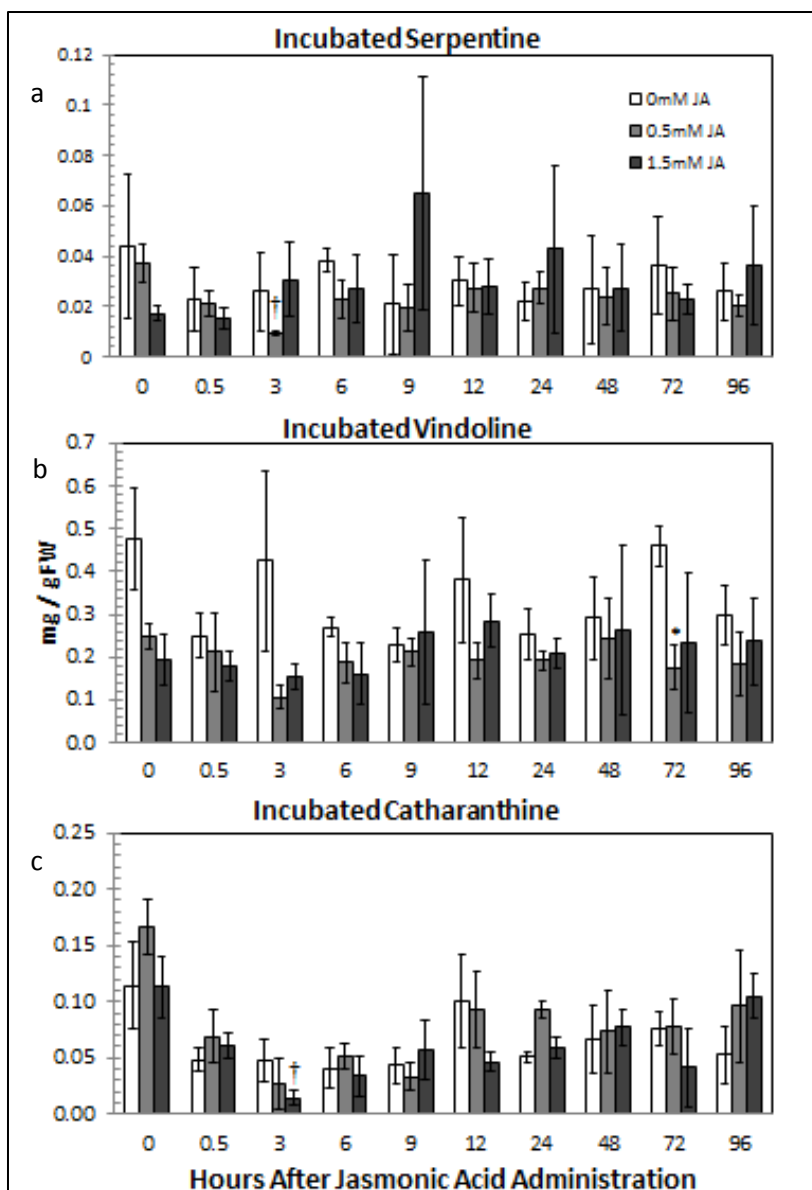 Incubated Serpentine
a
0.12
0.1
0.08
0.06
0.04
0.02
0
0mM JA
0.5mM JA
1.5mM JA
†
0 0.5 3 6 9 12 24 48 72 96
Incubated Vindoline
b
mg / gFW
0.7
0.6
0.5
0.4
0.3
0.2
0.1
0.0
*
0 0.5 3 6 9 12 24 48 72 96
Incubated Catharanthine
c
0.25
0.20
0.15
0.10
0.05
0.00
†
0 0.5 3 6 9 12 24 48 72 96
Hours After Jasmonic Acid Administration